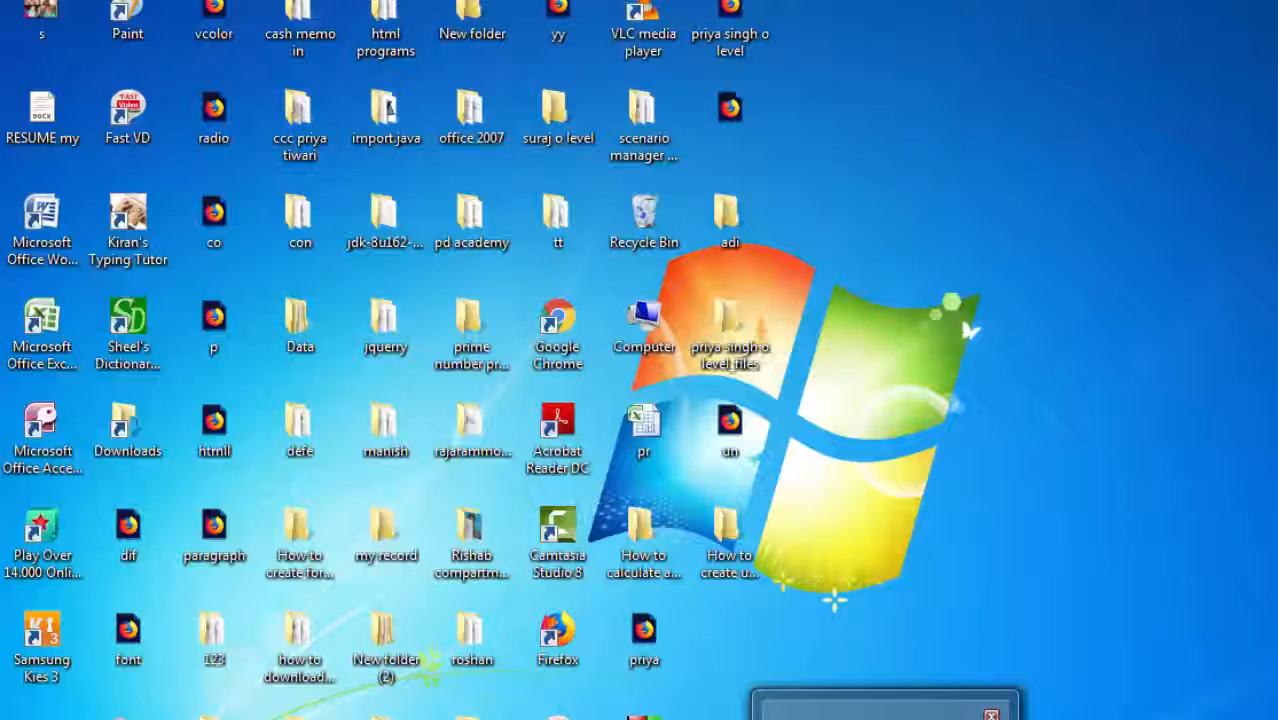 s
Paint
vcolor
cash memo
in
html
programs
New folder
yy
VLC media
player
priya singh o
level
RESUME my
Fast VD
radio
ccc priya
tiwari
import.java
office 2007
suraj o level
scenario
manager ...
Microsoft
Office Wo...
Kiran's
Typing Tutor
co
con
jdk-8u162-...
pd academy
tt
Recycle Bin
adi
Microsoft
Office Exc...
Sheel's
Dictionar...
p
Data
jquerry
prime
number pr...
Google
Chrome
Computer
priya singh o
level_files
Microsoft
Office Acce...
Downloads
htmll
defe
manish
rajarammo...
Acrobat
Reader DC
pr
un
Play Over
14.000 Onli...
dif
paragraph
How to
create for...
my record
Rishab
compartm...
Camtasia
Studio 8
How to
calculate a...
How to
create u...
Samsung
Kies 3
font
123
how to
download...
New folder
(2)
roshan
Firefox
priya